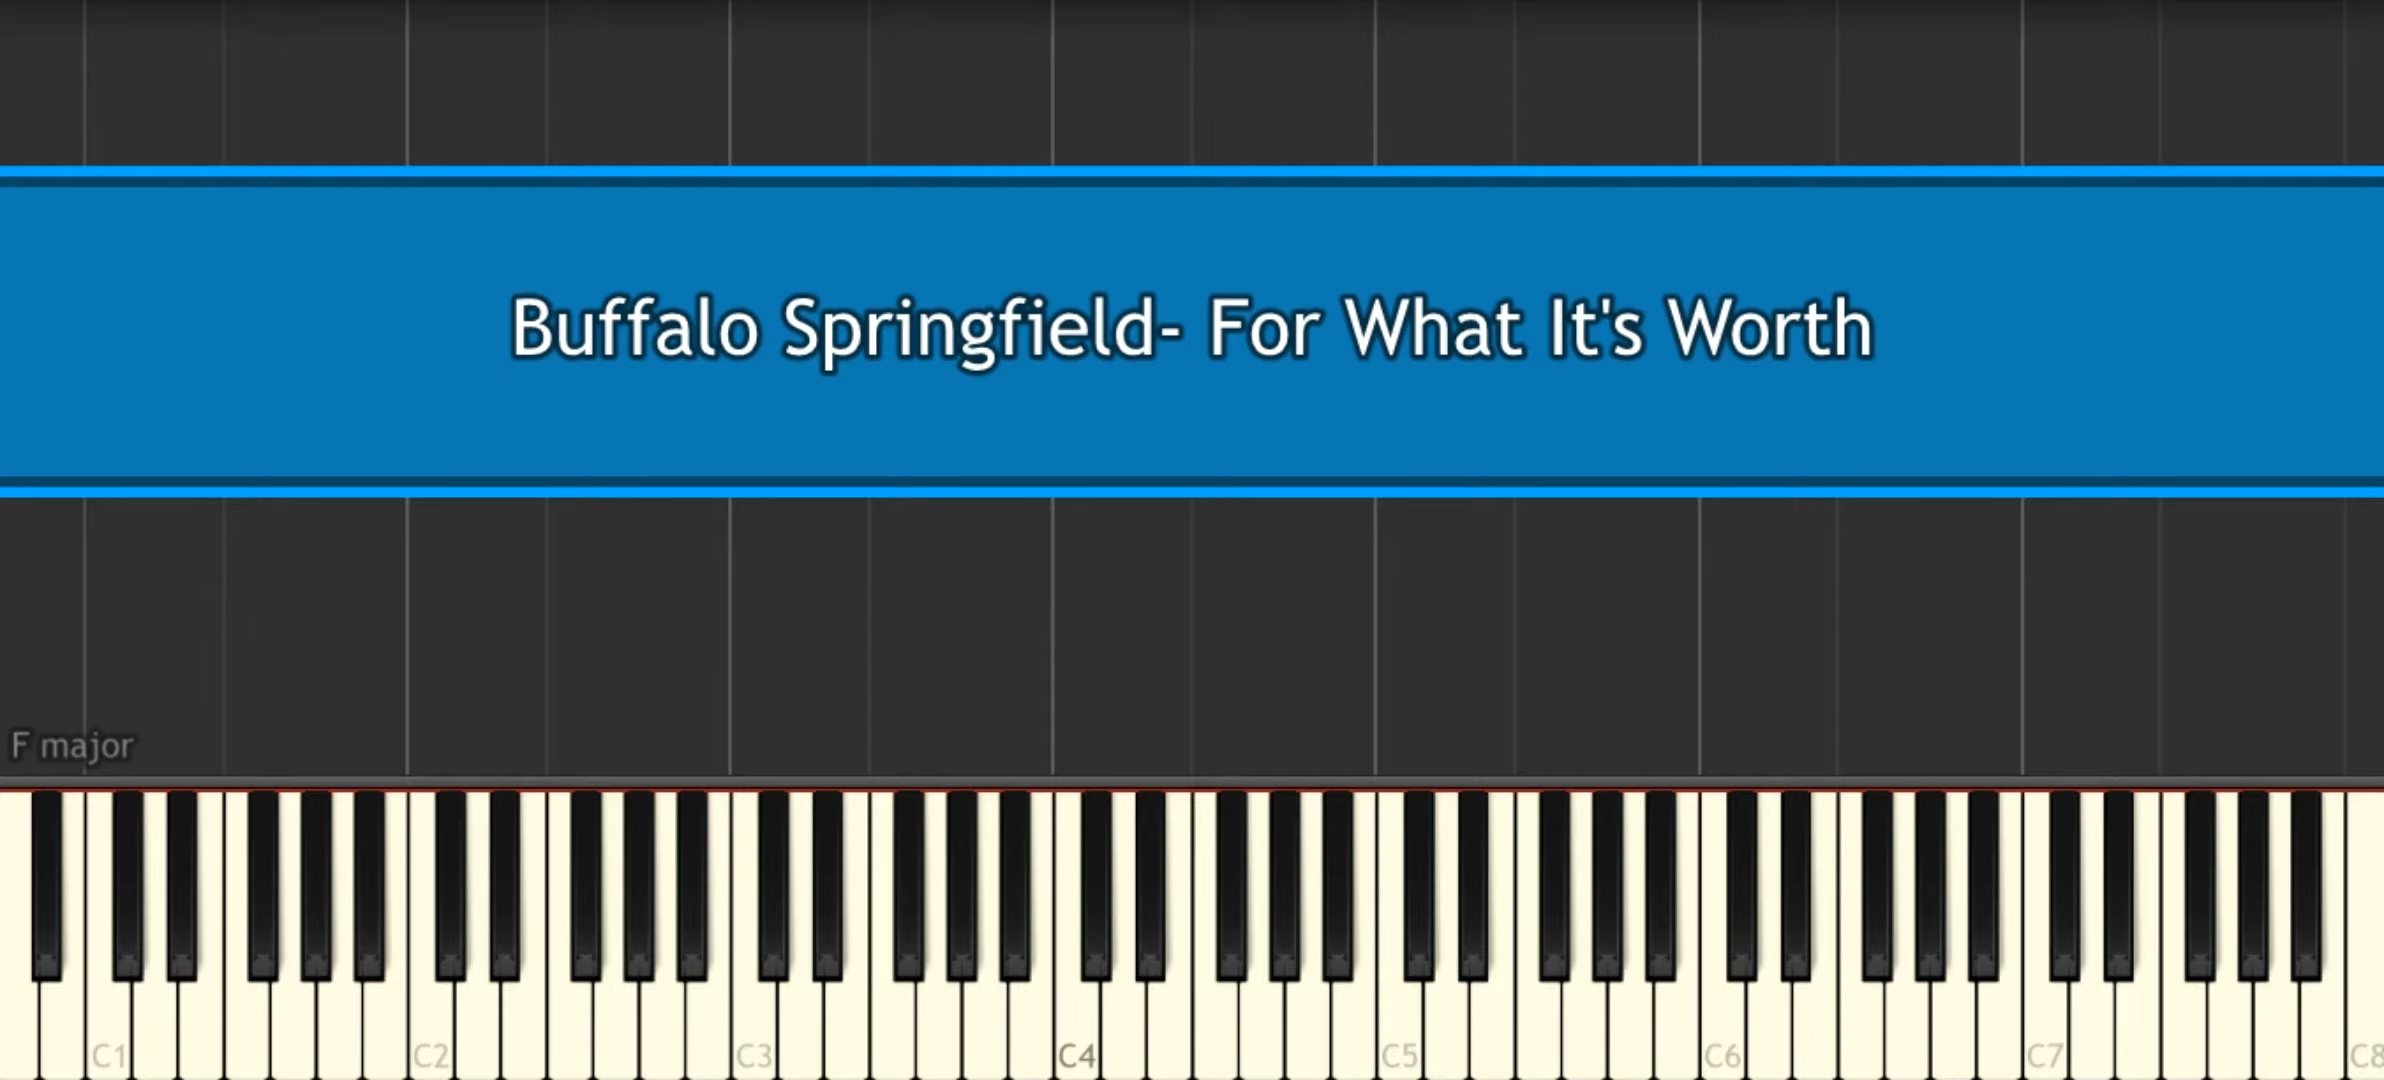 Buffalo Springfield- For What It's Worth
F major
C1 C2 C3 C4 C5 C6 C7 C8